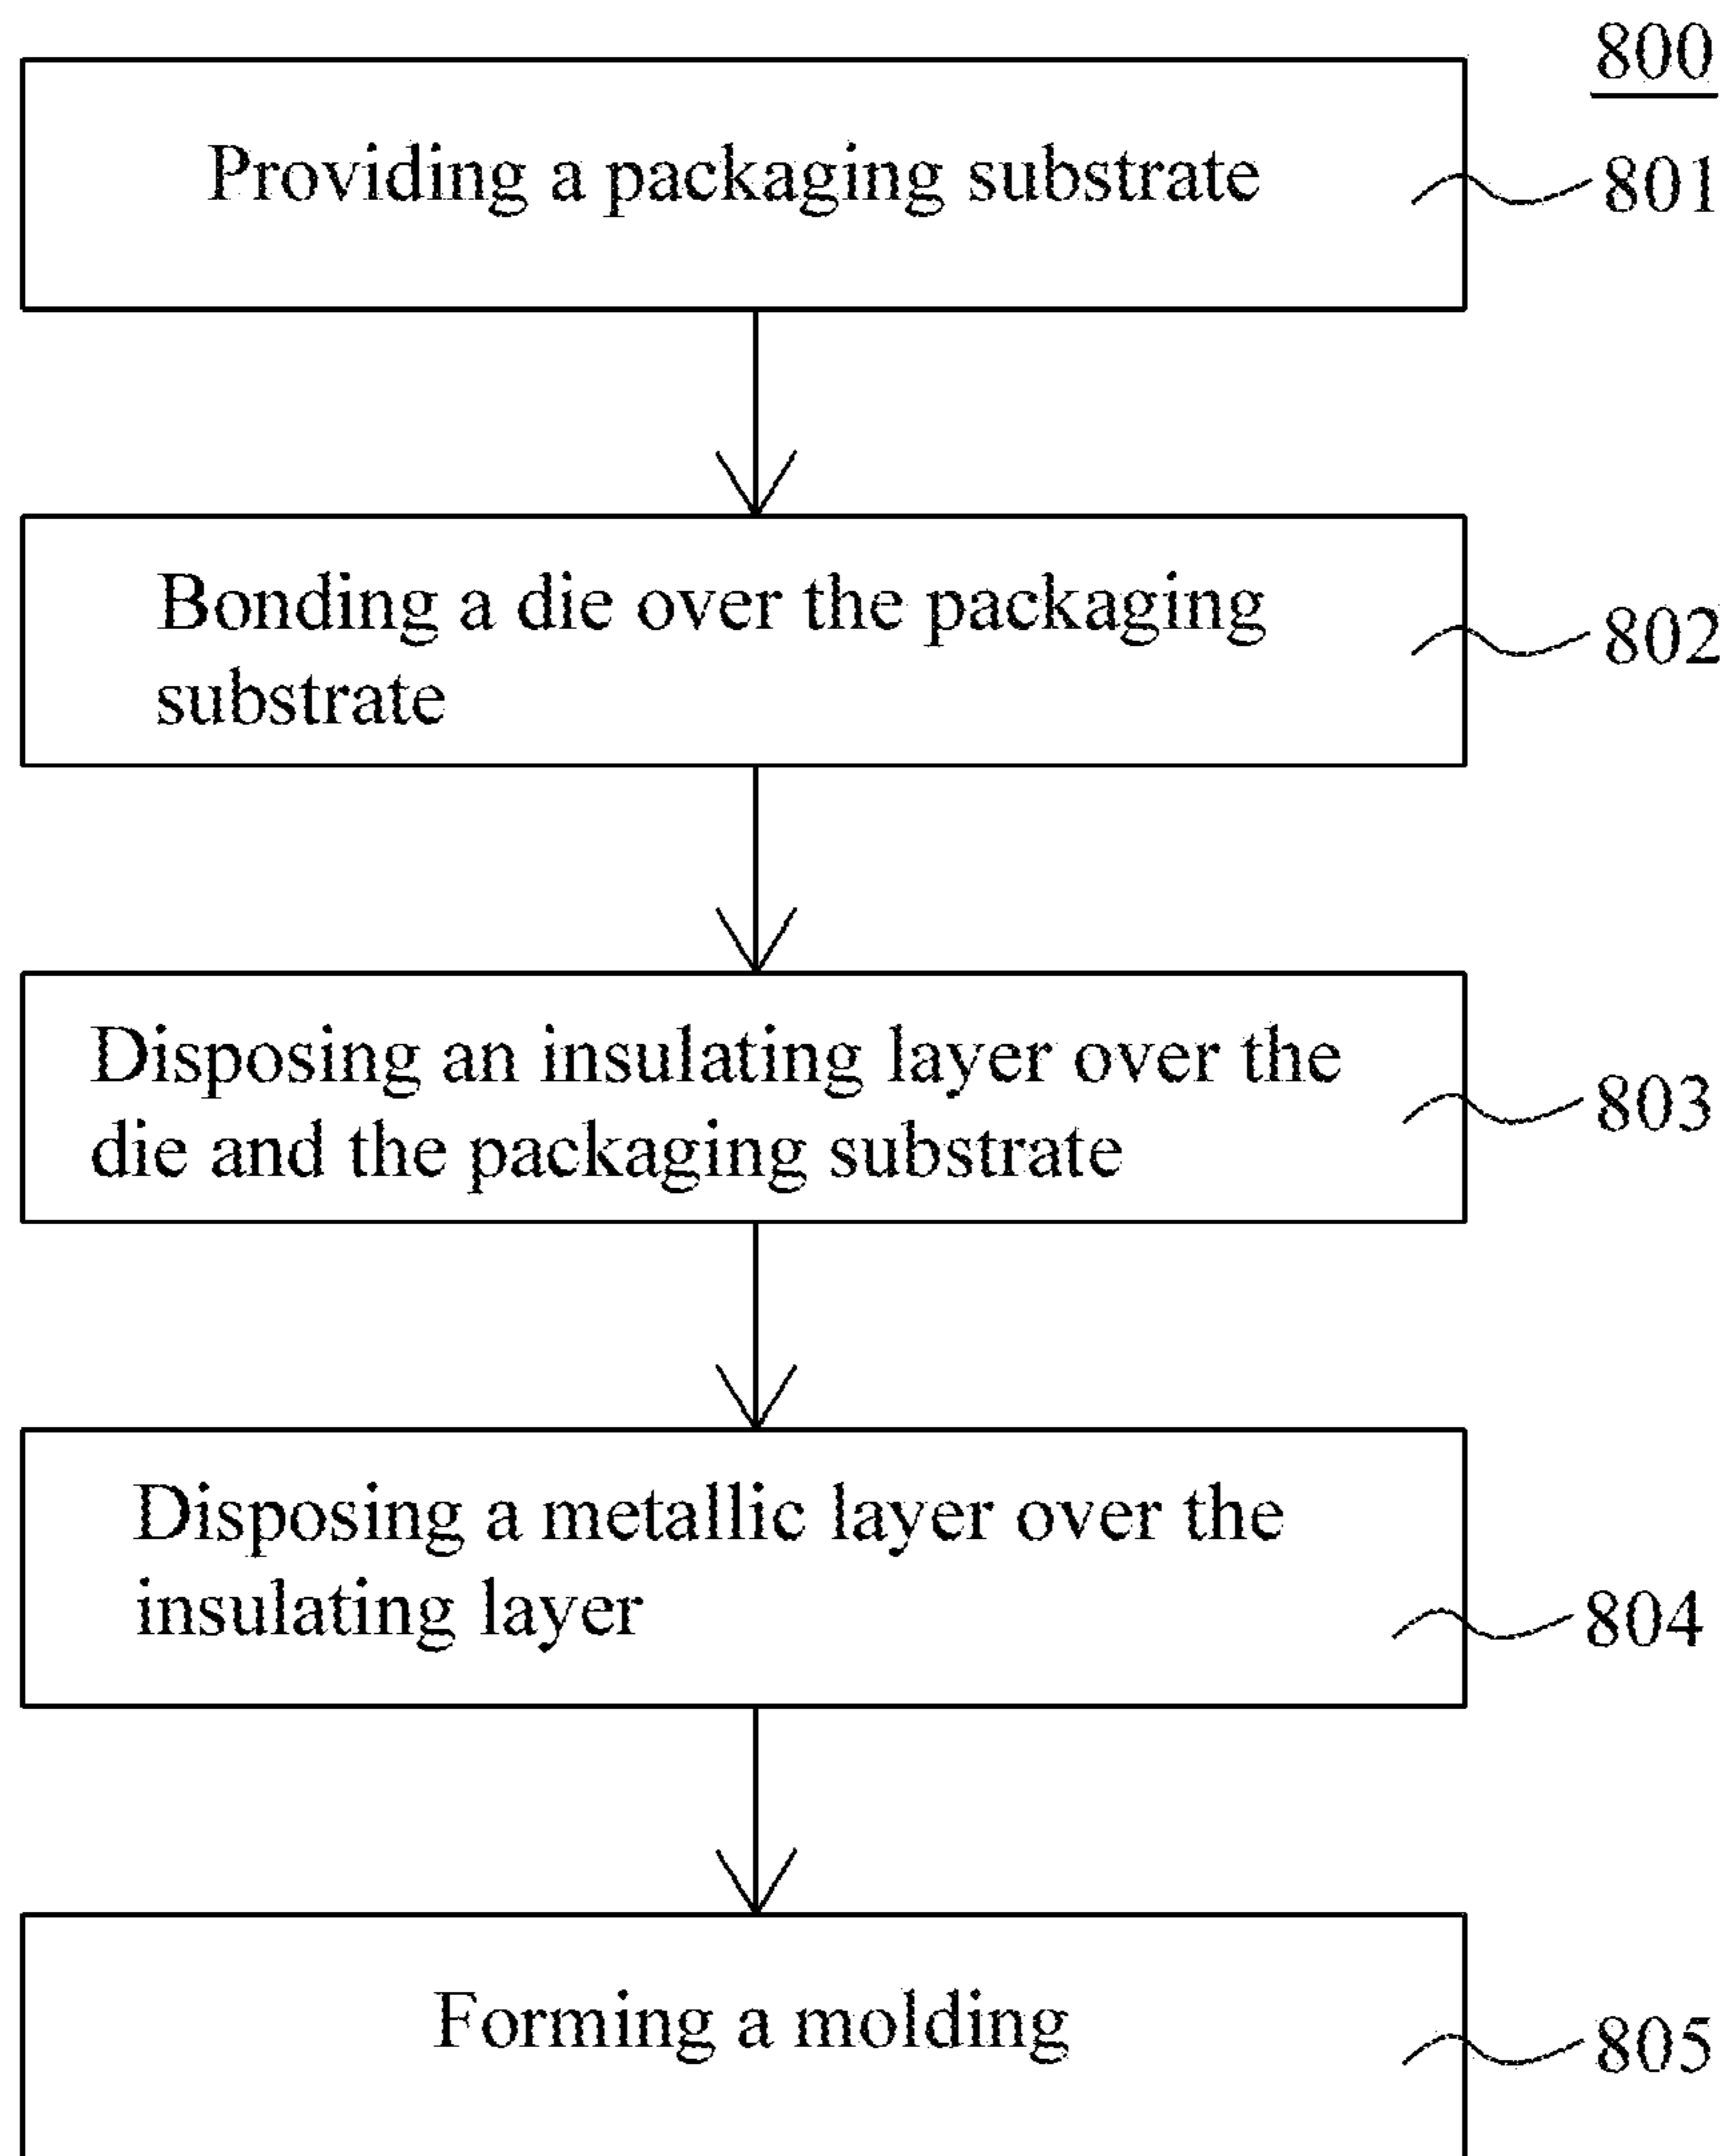 800
Providing a packaging substrate
801
Bonding a die over the packaging
substrate
802
Disposing an insulating layer over the
die and the packaging substrate
803
Disposing a metallic layer over the
insulating layer
804
Forming a molding
805